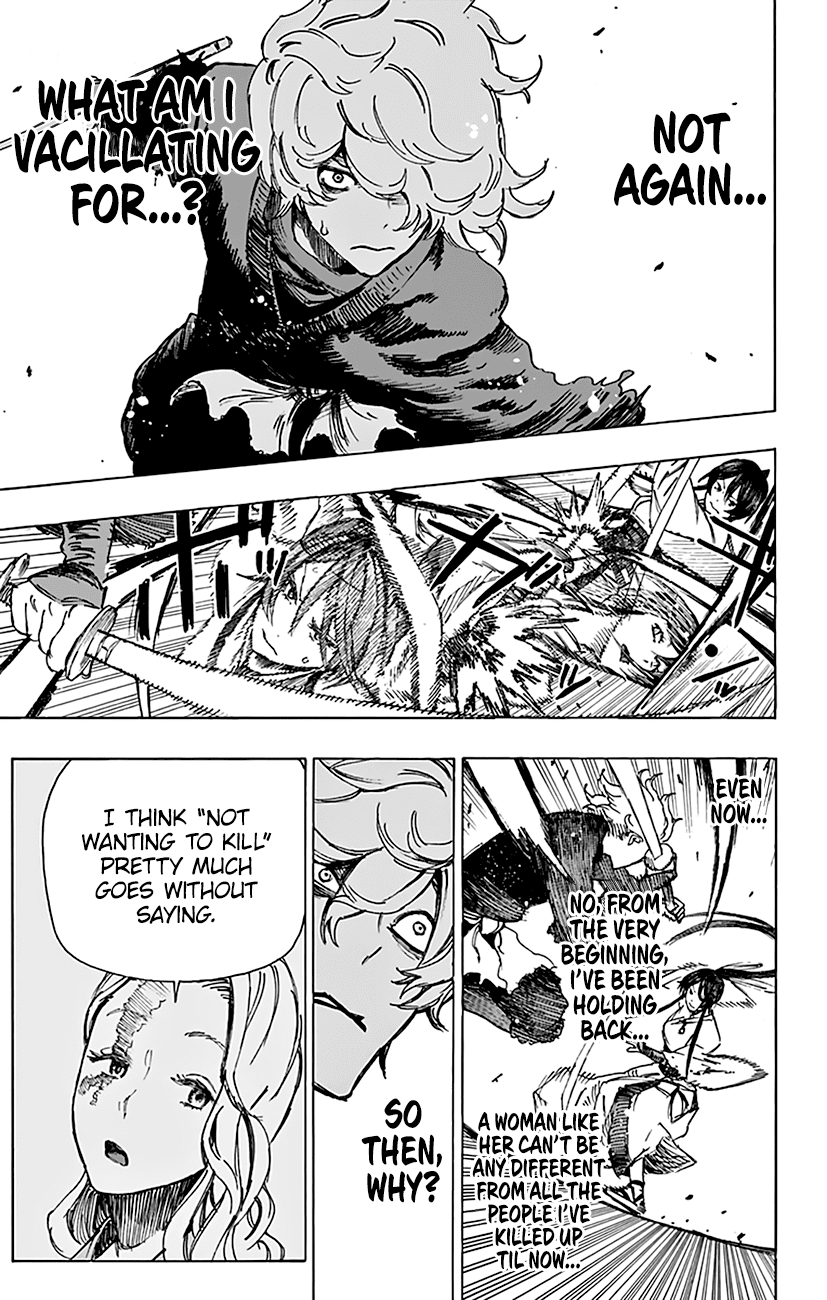 NOT
AGAIN...
WHAT AM I
VACILLATING
FOR...?
EVEN
NOW...
NO, FROM
THE VERY
BEGINNING,
I'VE BEEN
HOLDING
BACK...
A WOMAN LIKE
HER CAN'T BE
ANY DIFFERENT
FROM ALL THE
PEOPLE I'VE
KILLED UP
TIL NOW...
SO
THEN,
WHY?
I THINK "NOT
WANTING TO KILL"
PRETTY MUCH
GOES WITHOUT
SAYING.